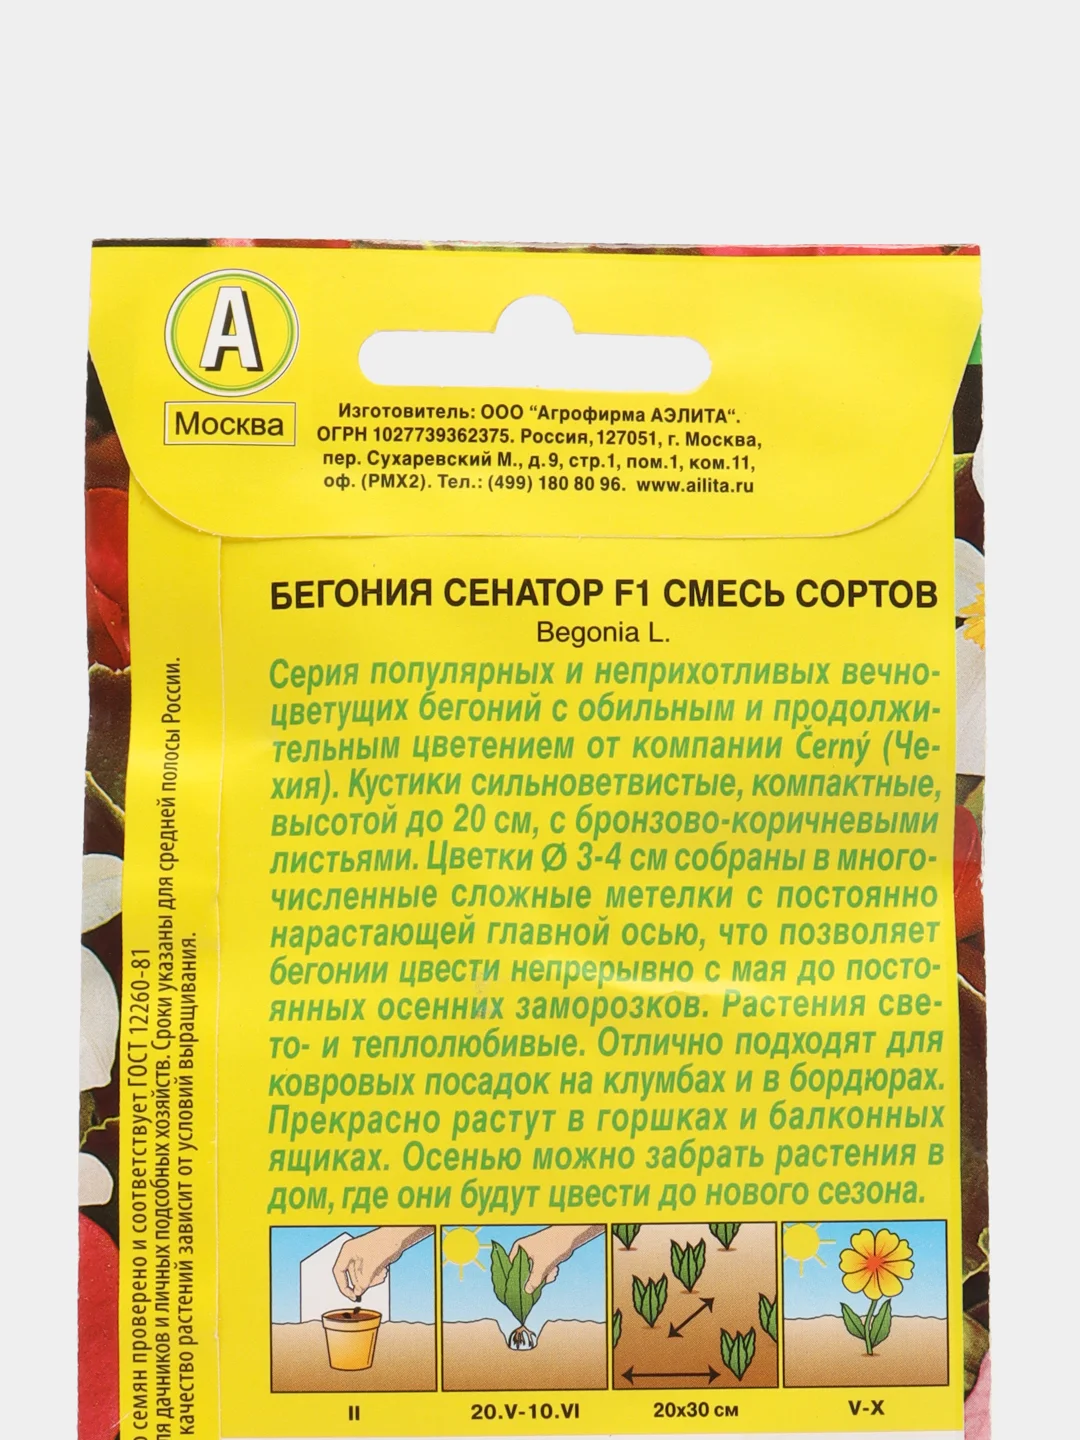 А
Москва
Изготовитель: ООО “Агрофирма АЭЛИТА“.
ОГРН 1027739362375. Россия, 127051, г. Москва,
пер. Сухаревский М., д.9, стр.1, пом.1, ком.11,
оф. (РМХ2). Тел.: (499) 180 80 96. www.ailita.ru
БЕГОНИЯ СЕНАТОР F1 СМЕСЬ СОРТОВ
Begonia L.
Серия популярных и неприхотливых вечно-
цветущих бегоний с обильным и продолжи-
тельным цветением от компании Černý (Че-
хия). Кустики сильноветвистые, компактные,
высотой до 20 см, с бронзово-коричневыми
листьями. Цветки Ø 3-4 см собраны в много-
численные сложные метелки с постоянно
нарастающей главной осью, что позволяет
бегонии цвести непрерывно с мая до посто-
янных осенних заморозков. Растения све-
то- и теплолюбивые. Отлично подходят для
ковровых посадок на клумбах и в бордюрах.
Прекрасно растут в горшках и балконных
ящиках. Осенью можно забрать растения в
дом, где они будут цвести до нового сезона.
II
20.V-10.VI
20x30 см
V-X
семян проверено и соответствует ГОСТ 12260-81
дачников и личных подсобных хозяйств. Сроки указаны для средней полосы России.
качество растений зависит от условий выращивания.